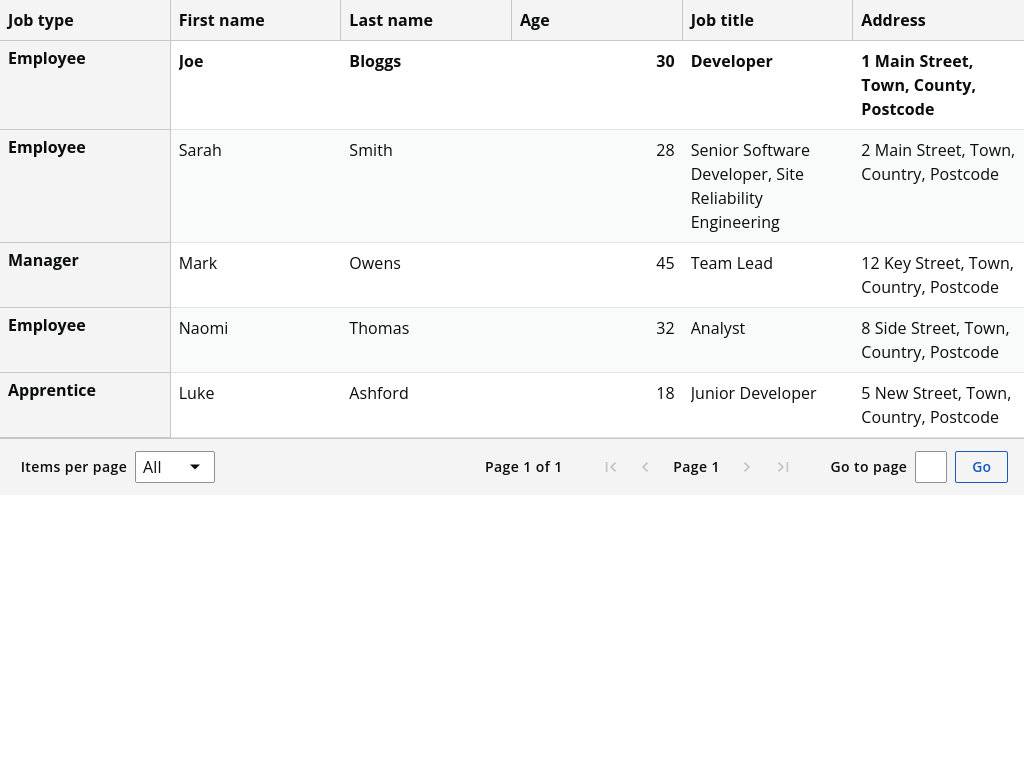 Job type First name Last name Age Job title Address
Employee Joe Bloggs 30 Developer 1 Main Street,
Town, County,
Postcode
Employee Sarah Smith 28 Senior Software 2 Main Street, Town,
Developer, Site Country, Postcode
Reliability
Engineering
Manager Mark Owens 45 Team Lead 12 Key Street, Town,
Country, Postcode
Employee Naomi Thomas 32 Analyst 8 Side Street, Town,
Country, Postcode
Apprentice Luke Ashford 18 Junior Developer 5 New Street, Town,
Country, Postcode
Items per page All Page 1 of 1 Page 1 Go to page Go